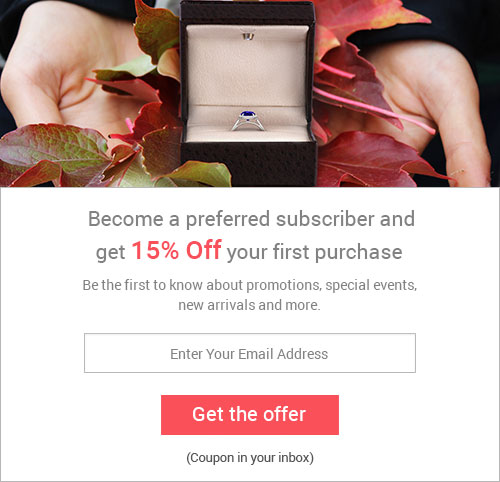 Become a preferred subscriber and
get 15% Off your first purchase
Be the first to know about promotions, special events,
new arrivals and more.
Enter Your Email Address
Get the offer
(Coupon in your inbox)